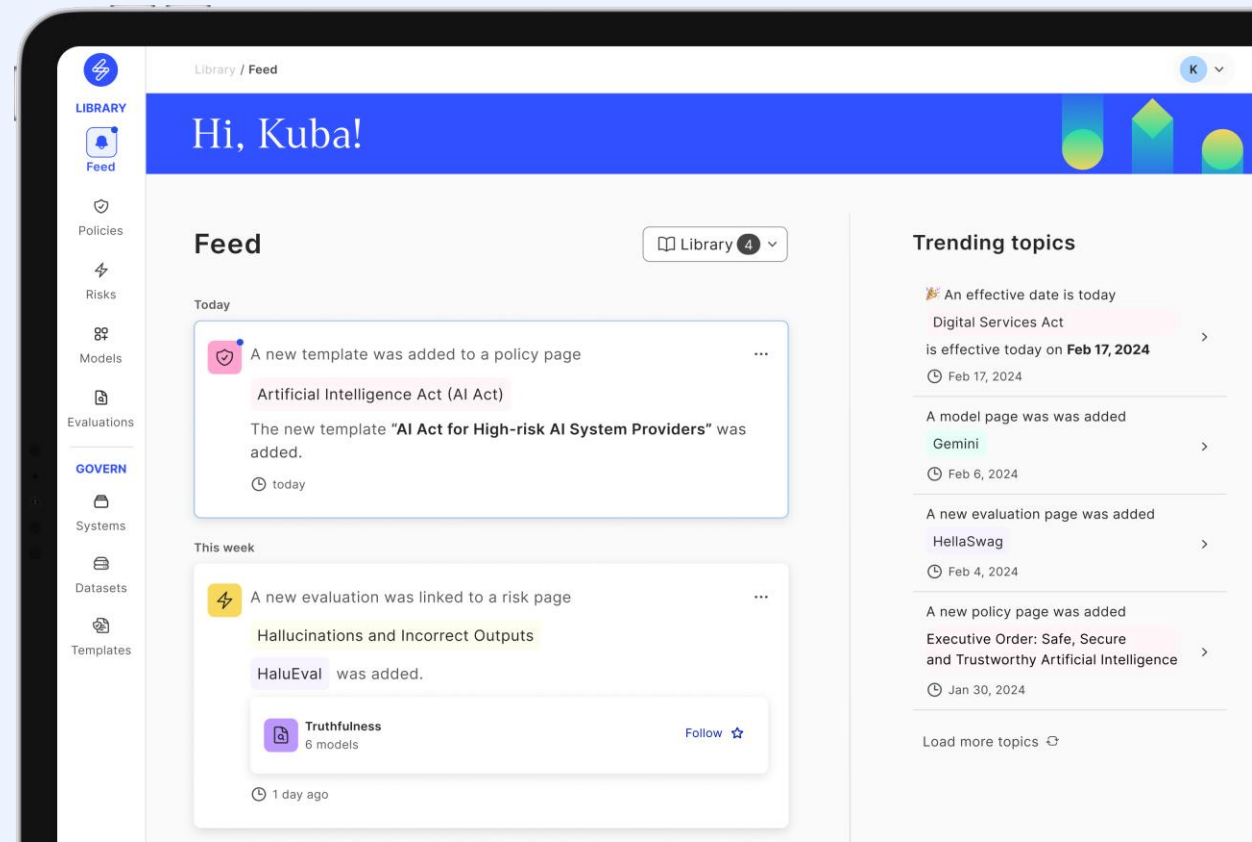 Library / Feed
K
LIBRARY
Feed
Policies
Risks
Models
Evaluations
GOVERN
Systems
Datasets
Templates
Hi, Kuba!
Feed
Library 4
Today
A new template was added to a policy page
Artificial Intelligence Act (AI Act)
The new template “AI Act for High-risk AI System Providers” was
added.
today
This week
A new evaluation was linked to a risk page
Hallucinations and Incorrect Outputs
HaluEval was added.
Truthfulness
6 models
Follow
1 day ago
Trending topics
An effective date is today
Digital Services Act
is effective today on Feb 17, 2024
Feb 17, 2024
A model page was was added
Gemini
Feb 6, 2024
A new evaluation page was added
HellaSwag
Feb 4, 2024
A new policy page was added
Executive Order: Safe, Secure
and Trustworthy Artificial Intelligence
Jan 30, 2024
Load more topics